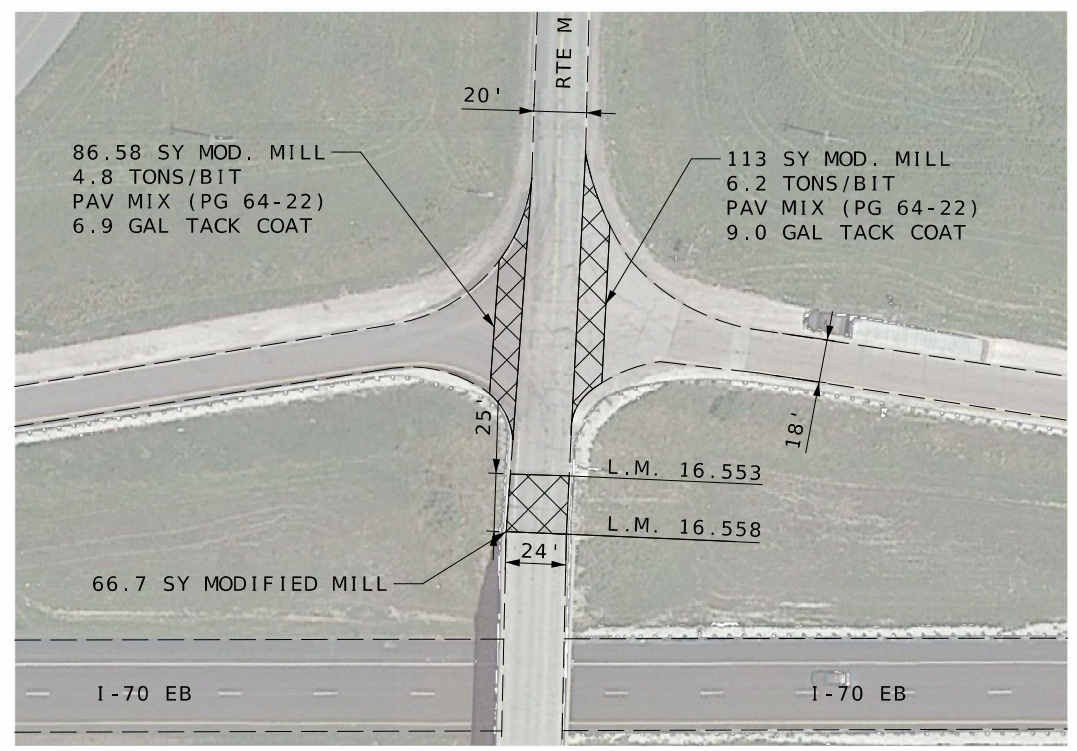 RTE M
20'
86.58 SY MOD. MILL
4.8 TONS/BIT
PAV MIX (PG 64-22)
6.9 GAL TACK COAT
113 SY MOD. MILL
6.2 TONS/BIT
PAV MIX (PG 64-22)
9.0 GAL TACK COAT
18'
25'
L.M. 16.553
L.M. 16.558
24'
66.7 SY MODIFIED MILL
I-70 EB
I-70 EB